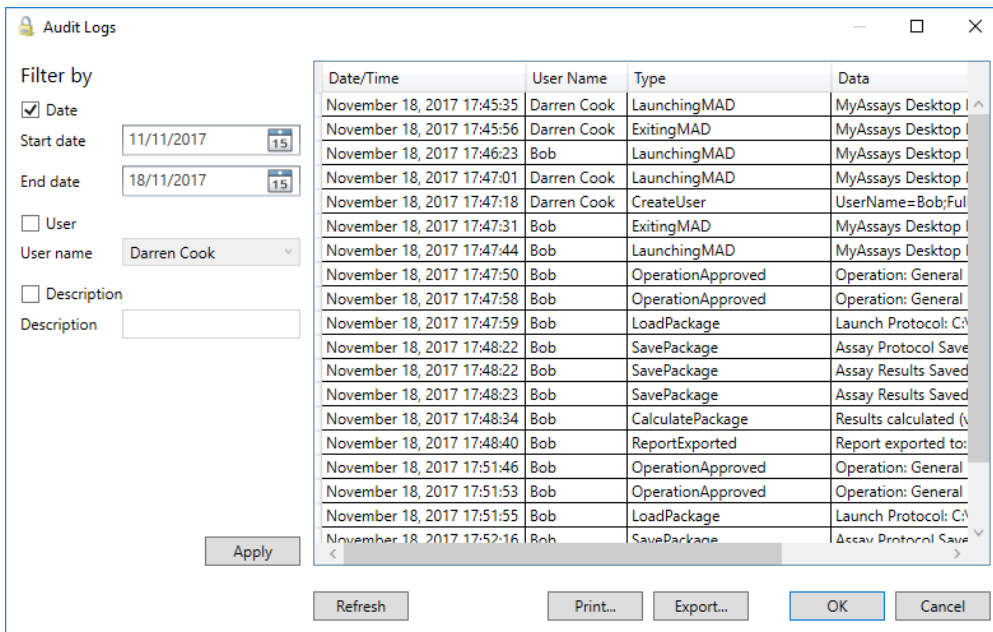 Audit Logs
Filter by
Date
Start date 11/11/2017 15
End date 18/11/2017 15
User
User name Darren Cook
Description
Description
Apply
Date/Time User Name Type Data
November 18, 2017 17:45:35 Darren Cook LaunchingMAD MyAssays Desktop
November 18, 2017 17:45:56 Darren Cook ExitingMAD MyAssays Desktop
November 18, 2017 17:46:23 Bob LaunchingMAD MyAssays Desktop
November 18, 2017 17:47:01 Darren Cook LaunchingMAD MyAssays Desktop
November 18, 2017 17:47:18 Darren Cook CreateUser UserName=Bob;Ful
November 18, 2017 17:47:31 Bob ExitingMAD MyAssays Desktop
November 18, 2017 17:47:44 Bob LaunchingMAD MyAssays Desktop
November 18, 2017 17:47:50 Bob OperationApproved Operation: General
November 18, 2017 17:47:58 Bob OperationApproved Operation: General
November 18, 2017 17:47:59 Bob LoadPackage Launch Protocol: C:\
November 18, 2017 17:48:22 Bob SavePackage Assay Protocol Save
November 18, 2017 17:48:22 Bob SavePackage Assay Results Saved
November 18, 2017 17:48:23 Bob SavePackage Assay Results Saved
November 18, 2017 17:48:34 Bob CalculatePackage Results calculated (v
November 18, 2017 17:48:40 Bob ReportExported Report exported to:
November 18, 2017 17:51:46 Bob OperationApproved Operation: General
November 18, 2017 17:51:53 Bob OperationApproved Operation: General
November 18, 2017 17:51:55 Bob LoadPackage Launch Protocol: C:\
November 18, 2017 17:52:16 Bob SavePackage Assay Protocol Save
Refresh Print... Export... OK Cancel